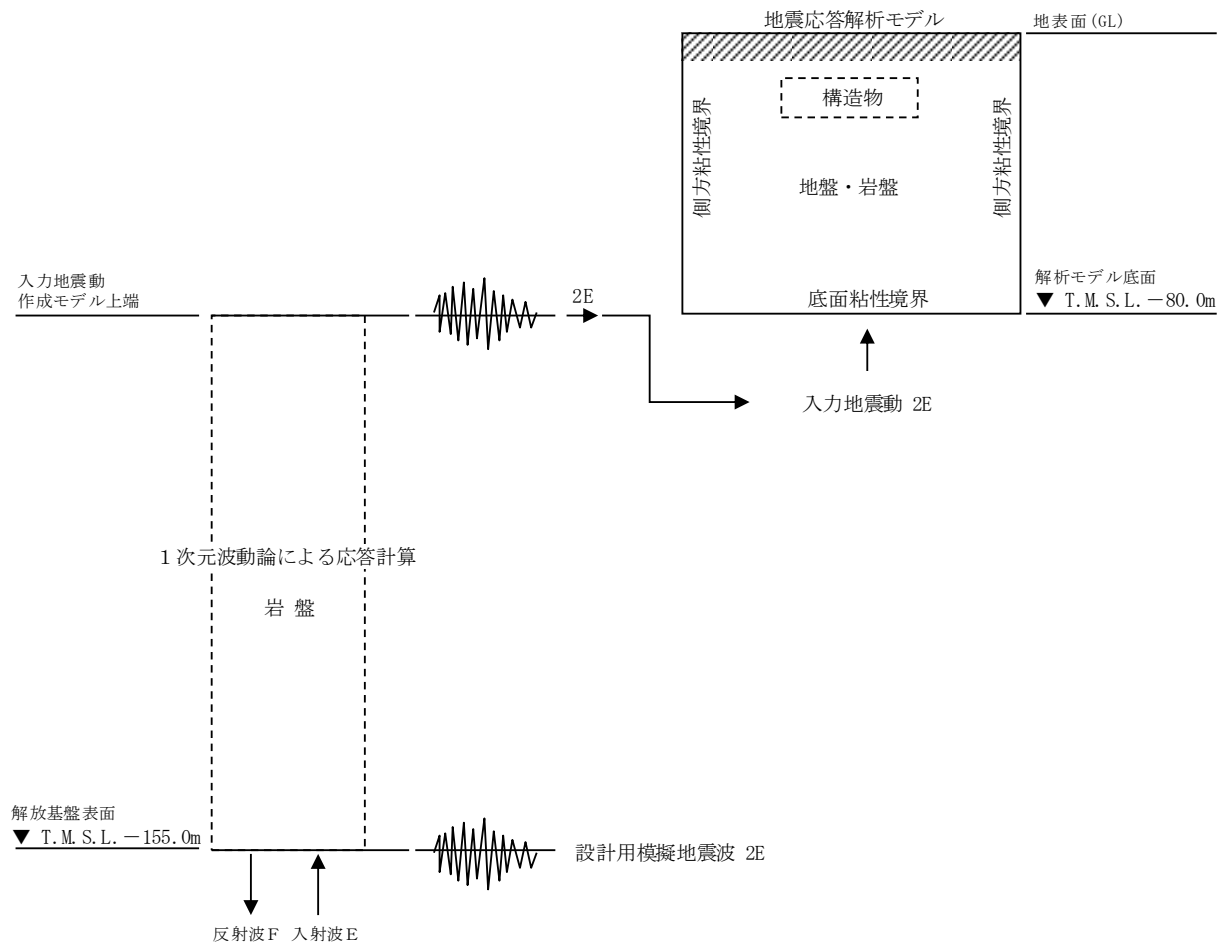 地震応答解析モデル
地表面(GL)
構造物
側方粘性境界
側方粘性境界
地盤・岩盤
解析モデル底面
▼ T.M.S.L.－80.0m
底面粘性境界
入力地震動
作成モデル上端
2E
入力地震動 2E
1次元波動論による応答計算
岩 盤
解放基盤表面
▼ T.M.S.L.－155.0m
設計用模擬地震波 2E
反射波F 入射波E